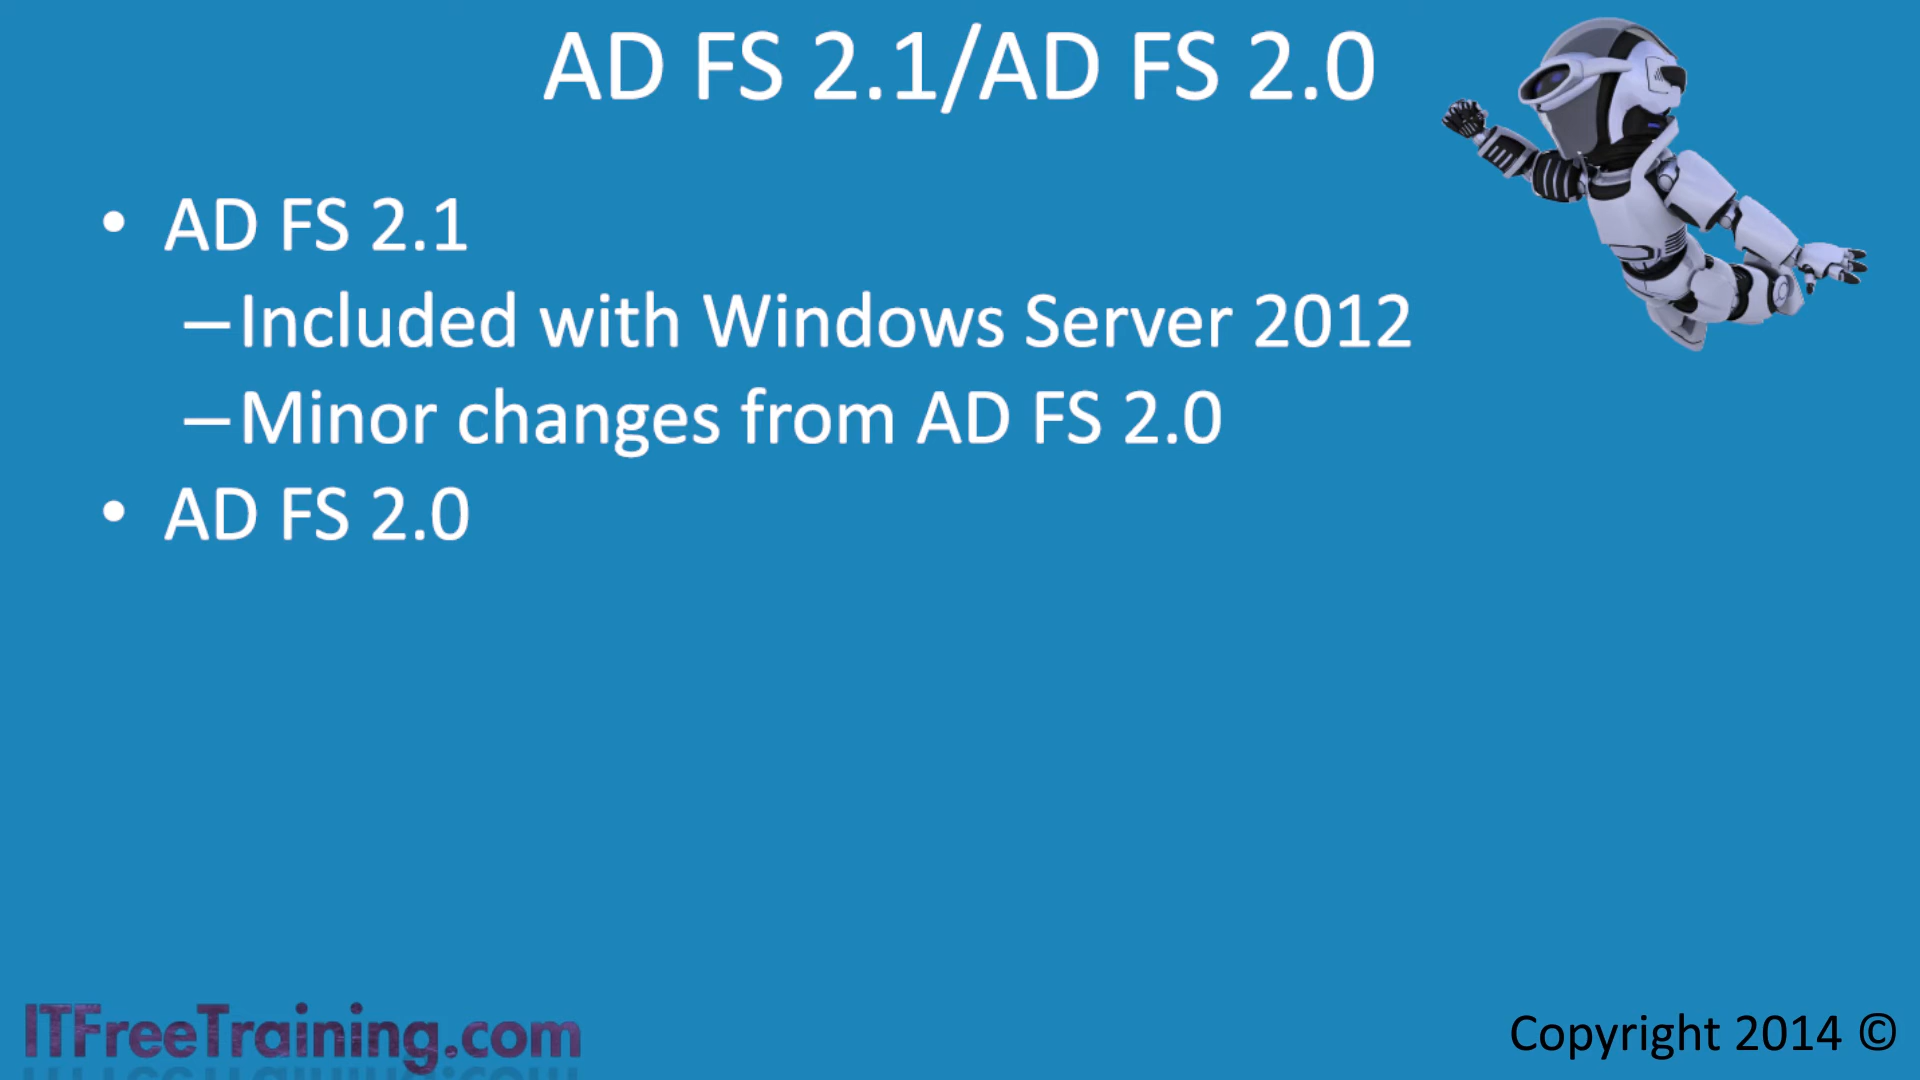 AD FS 2.1/AD FS 2.0
• AD FS 2.1
–Included with Windows Server 2012
–Minor changes from AD FS 2.0
• AD FS 2.0
ITFreeTraining.com
Copyright 2014 ©